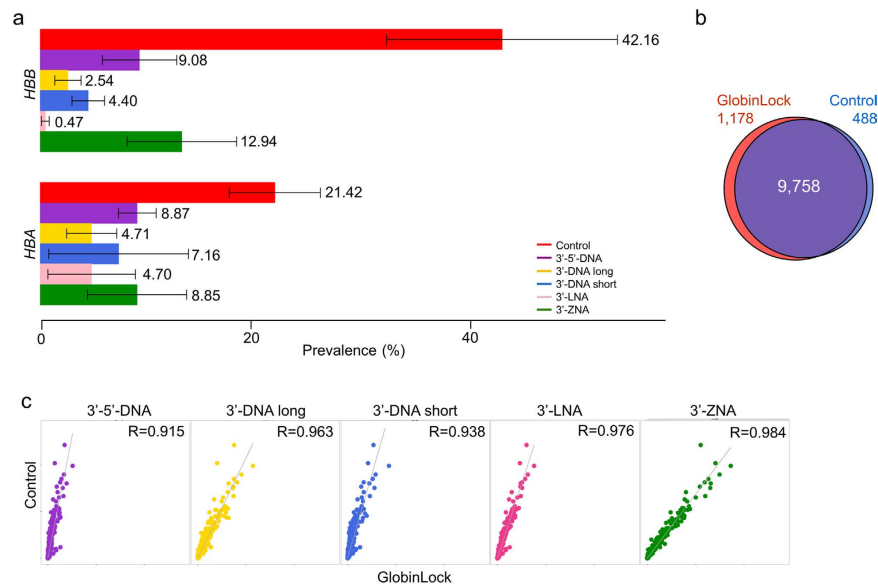 a
HBB
42.16
9.08
2.54
4.40
0.47
12.94
HBA
21.42
8.87
4.71
7.16
4.70
8.85
Control
3'-5'-DNA
3'-DNA long
3'-DNA short
3'-LNA
3'-ZNA
0 20 40
Prevalence (%)
b
GlobinLock Control
1,178 488
9,758
c
3'-5'-DNA 3'-DNA long 3'-DNA short 3'-LNA 3'-ZNA
R=0.915 R=0.963 R=0.938 R=0.976 R=0.984
Control
GlobinLock